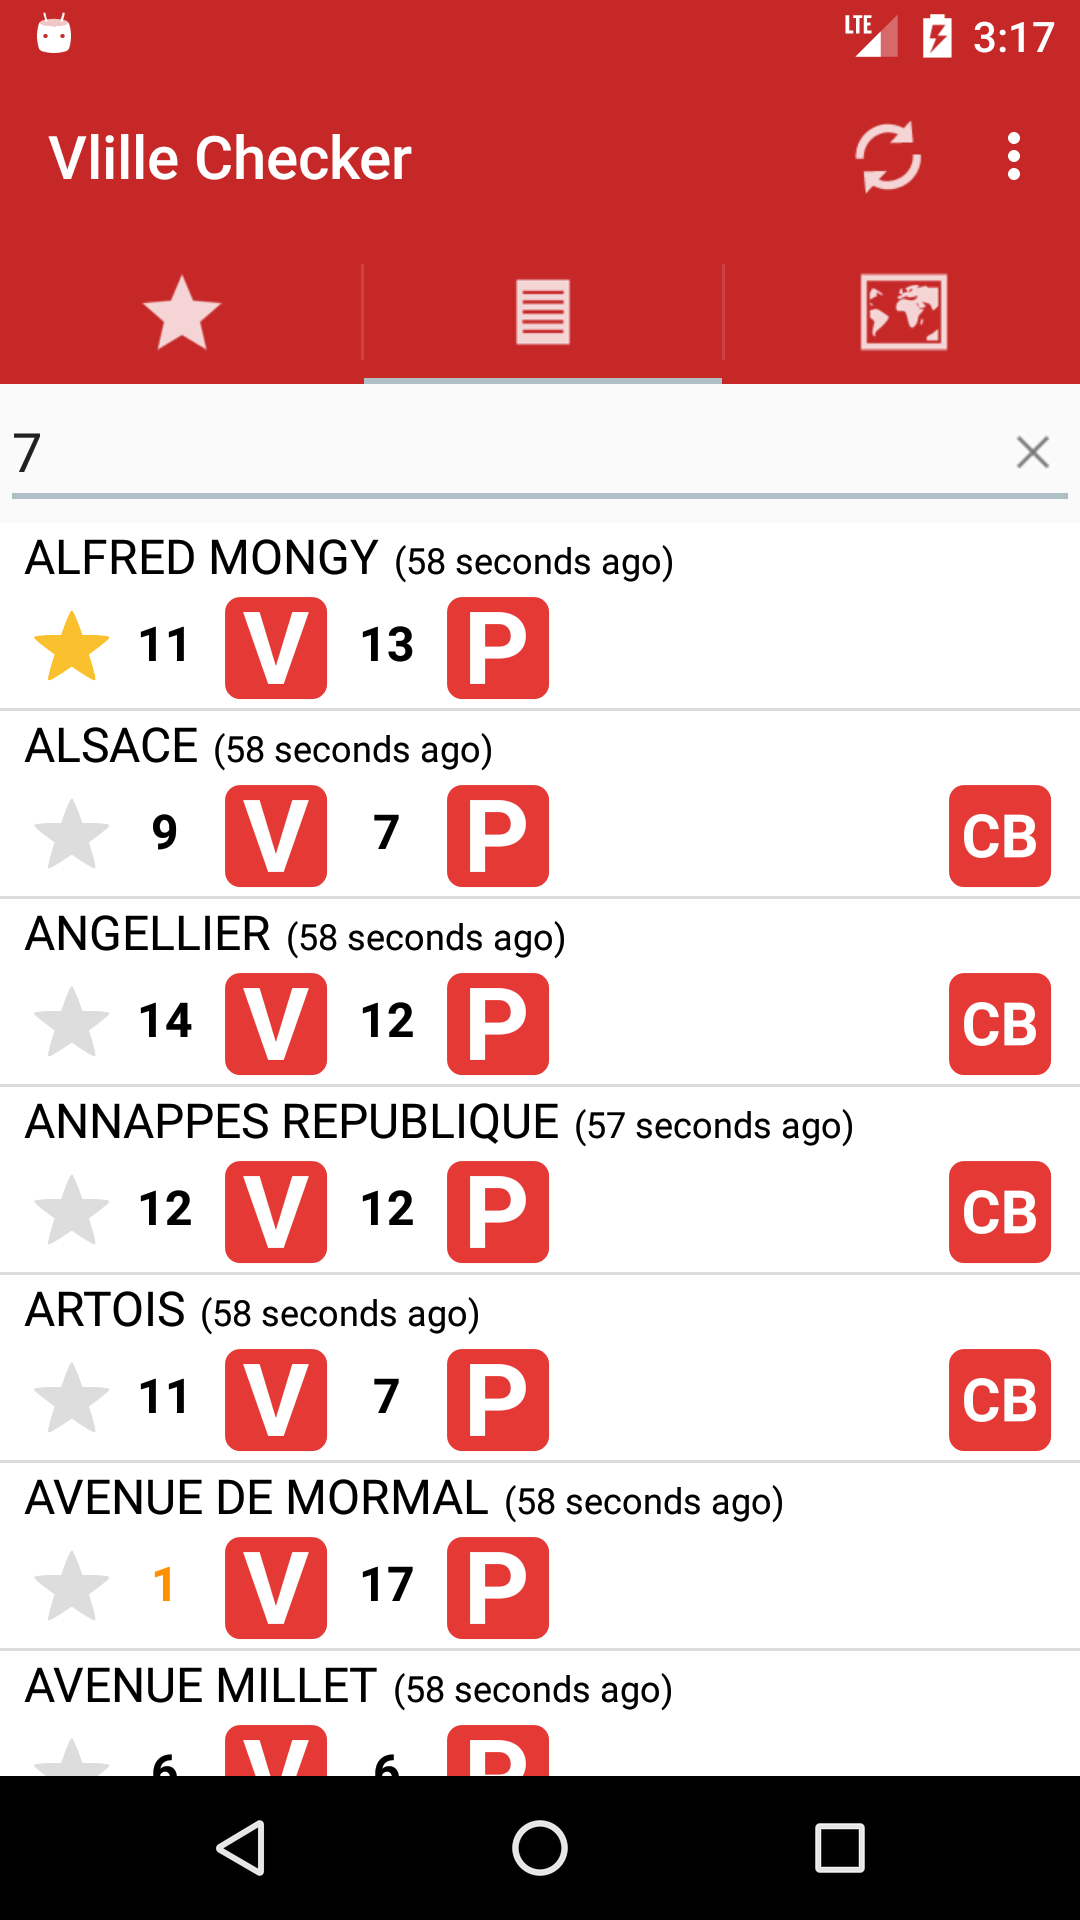 LTE 3:17
Vlille Checker
7
ALFRED MONGY (58 seconds ago)
11 V 13 P
ALSACE (58 seconds ago)
9 V 7 P CB
ANGELLIER (58 seconds ago)
14 V 12 P CB
ANNAPPES REPUBLIQUE (57 seconds ago)
12 V 12 P CB
ARTOIS (58 seconds ago)
11 V 7 P CB
AVENUE DE MORMAL (58 seconds ago)
1 V 17 P
AVENUE MILLET (58 seconds ago)
6 V 6 P